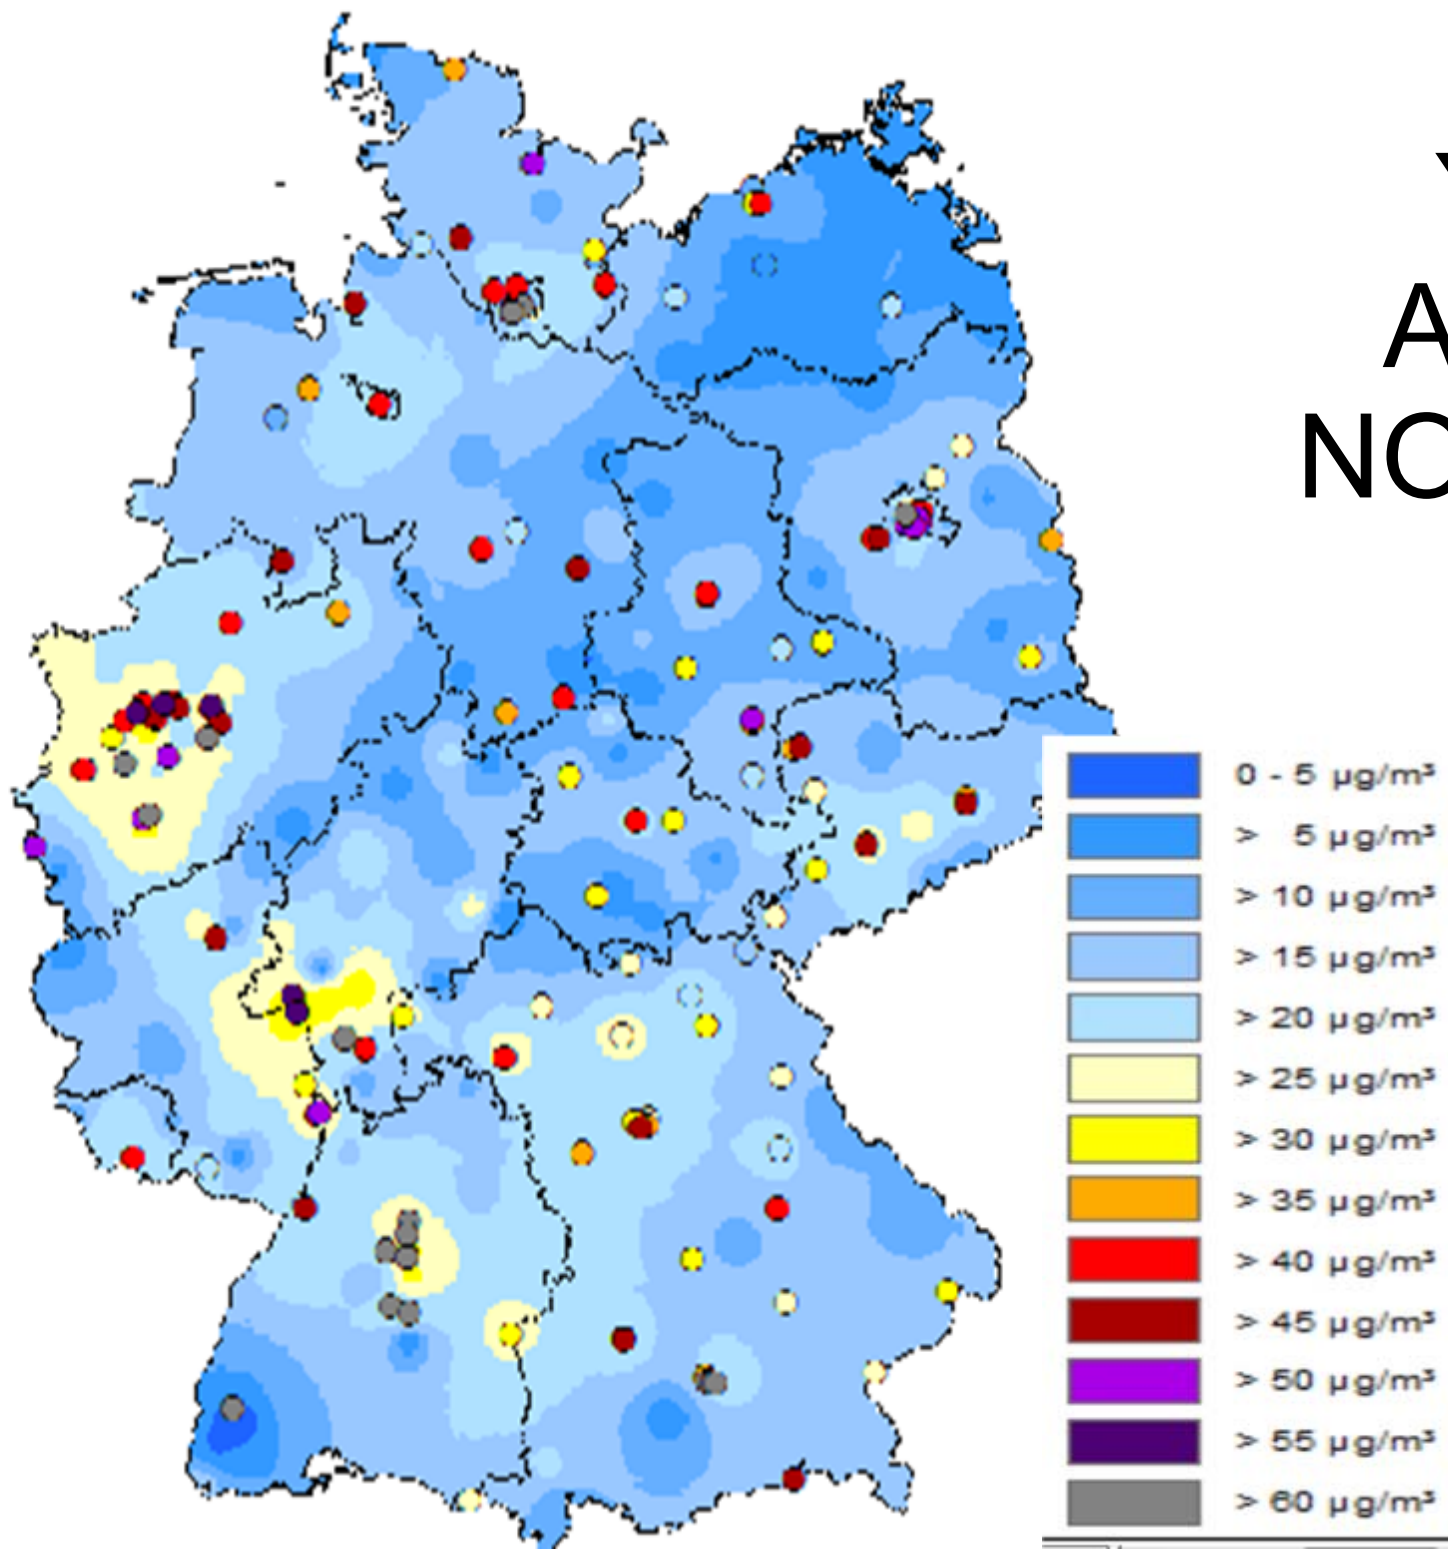 A
NO
0 - 5 µg/m³
> 5 µg/m³
> 10 µg/m³
> 15 µg/m³
> 20 µg/m³
> 25 µg/m³
> 30 µg/m³
> 35 µg/m³
> 40 µg/m³
> 45 µg/m³
> 50 µg/m³
> 55 µg/m³
> 60 µg/m³